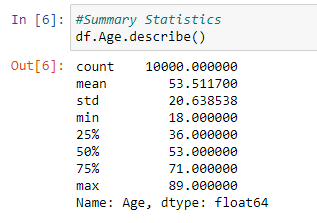 In [6]: #Summary Statistics
df.Age.describe()
Out[6]: count 10000.000000
mean 53.511700
std 20.638538
min 18.000000
25% 36.000000
50% 53.000000
75% 71.000000
max 89.000000
Name: Age, dtype: float64